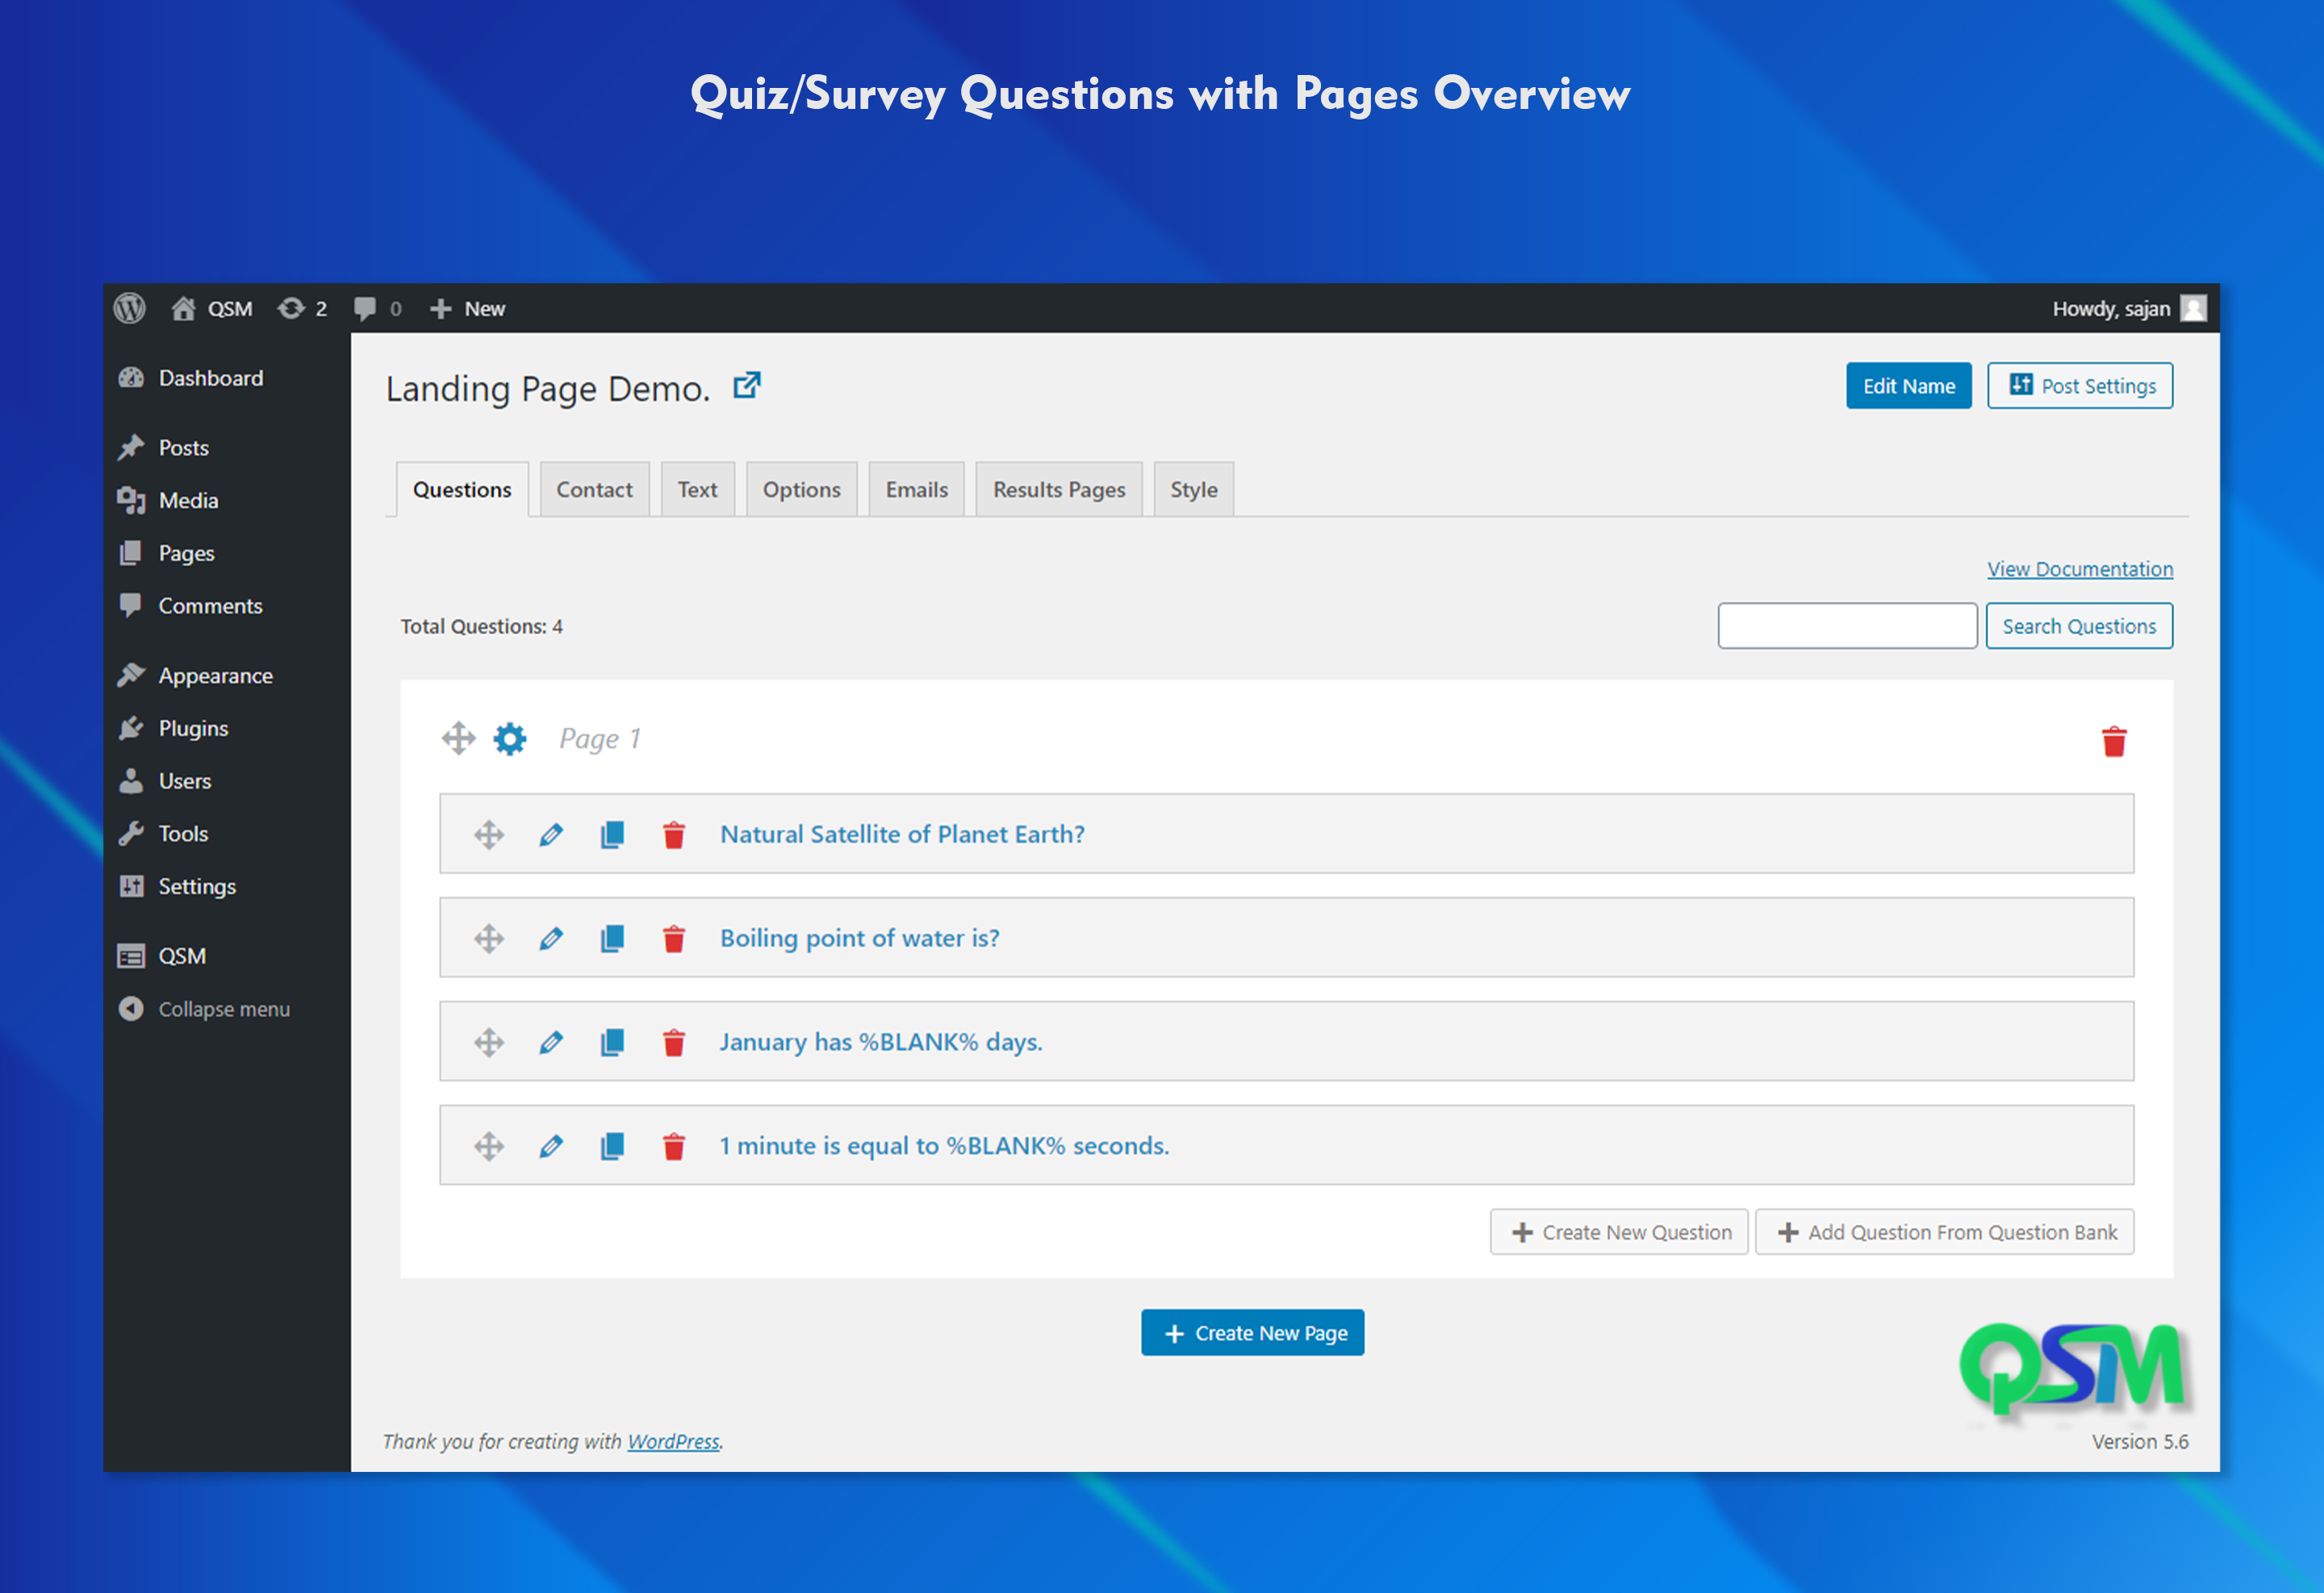 Quiz/Survey Questions with Pages Overview
QSM 2 0 New Howdy, sajan
Dashboard
Posts
Media
Pages
Comments
Appearance
Plugins
Users
Tools
Settings
QSM
Collapse menu
Landing Page Demo.
Edit Name Post Settings
Questions Contact Text Options Emails Results Pages Style
View Documentation
Total Questions: 4 Search Questions
Page 1
Natural Satellite of Planet Earth?
Boiling point of water is?
January has %BLANK% days.
1 minute is equal to %BLANK% seconds.
Create New Question Add Question From Question Bank
Create New Page
QSM
Thank you for creating with WordPress. Version 5.6